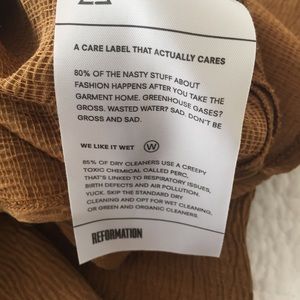 A CARE LABEL THAT ACTUALLY CARES
80% OF THE NASTY STUFF ABOUT
FASHION HAPPENS AFTER YOU TAKE THE
GARMENT HOME. GREENHOUSE GASES?
GROSS. WASTED WATER? SAD. DON'T BE
GROSS AND SAD.
WE LIKE IT WET W
85% OF DRY CLEANERS USE A CREEPY
TOXIC CHEMICAL CALLED PERC,
THAT'S LINKED TO RESPIRATORY ISSUES,
BIRTH DEFECTS AND AIR POLLUTION.
YUCK. SKIP THE STANDARD DRY
CLEANING AND OPT FOR WET CLEANING,
OR GREEN AND ORGANIC CLEANERS.
REFORMATION